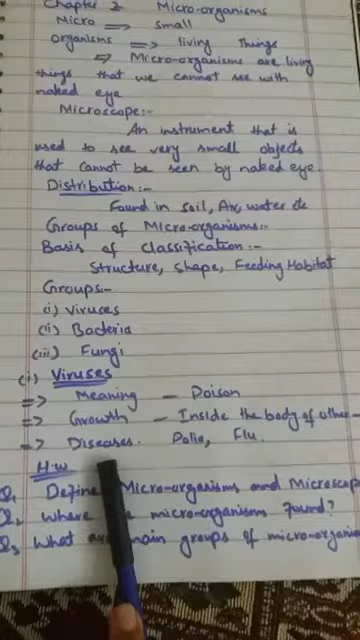 Chapter 2 Micro-organisms
Micro => small
organisms => living Things
=> Micro-organisms are living
things that we cannot see with
naked eye
Microscope:-
An instrument that is
used to see very small objects
that cannot be seen by naked eye.
Distribution:-
Found in Soil, Air, water etc
Groups of Micro-organisms:-
Basis of classification:-
Structure, Shape, Feeding Habitat
Groups:-
(i) Viruses
(ii) Bacteria
(iii) Fungi
(i) Viruses
=> Meaning - Poison
=> Growth - Inside the body of other
=> Diseases. Polio, Flu.
H.w
Define Micro-organisms and Microscop
Where micro-organisms found?
What are main groups of micro-organis